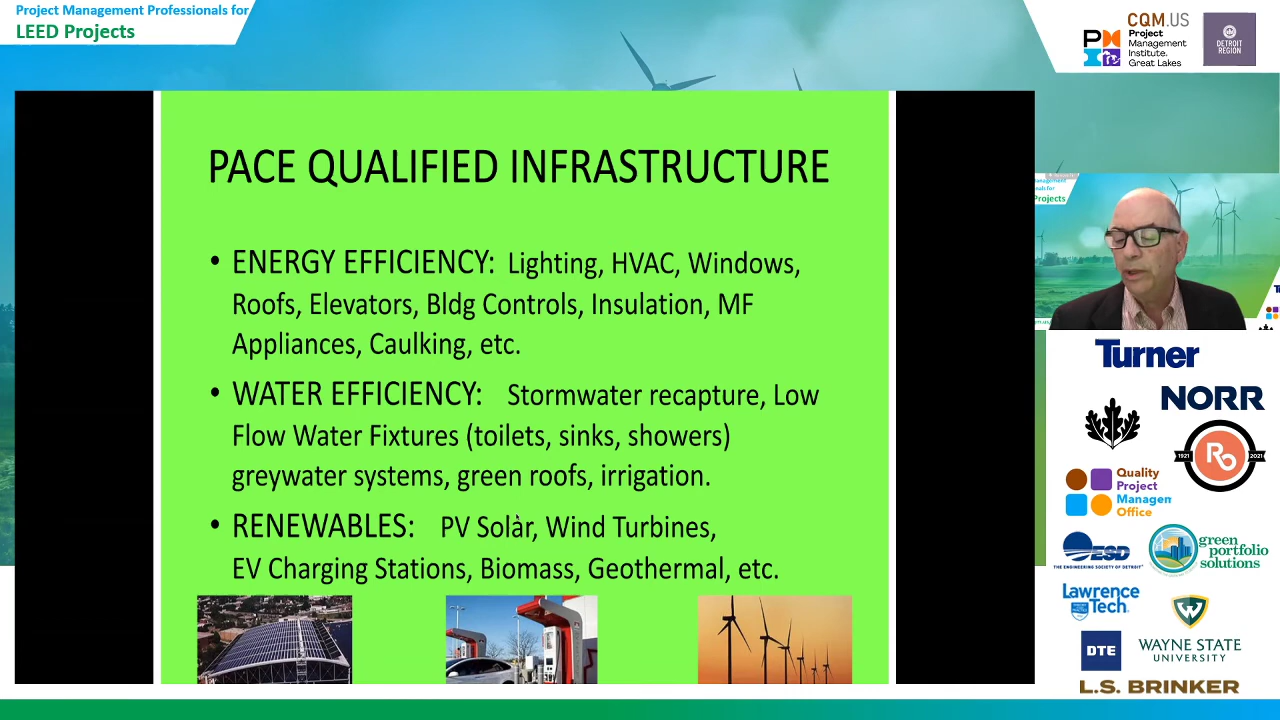 Project Management Professionals for
LEED Projects
CQM.US
PM
Project
Management
Institute.
Great Lakes
DETROIT
REGION
PACE QUALIFIED INFRASTRUCTURE
• ENERGY EFFICIENCY: Lighting, HVAC, Windows,
Roofs, Elevators, Bldg Controls, Insulation, MF
Appliances, Caulking, etc.
• WATER EFFICIENCY: Stormwater recapture, Low
Flow Water Fixtures (toilets, sinks, showers)
greywater systems, green roofs, irrigation.
• RENEWABLES: PV Solàr, Wind Turbines,
EV Charging Stations, Biomass, Geothermal, etc.
Projects
Turner
NORR
1921 Ro 2021
Quality
Project
Managen
Office
ESD
THE ENGINEERING SOCIETY OF DETROIT
green
portfolio
solutions
Lawrence
Tech
W
DTE
WAYNE STATE
UNIVERSITY
L.S. BRINKER